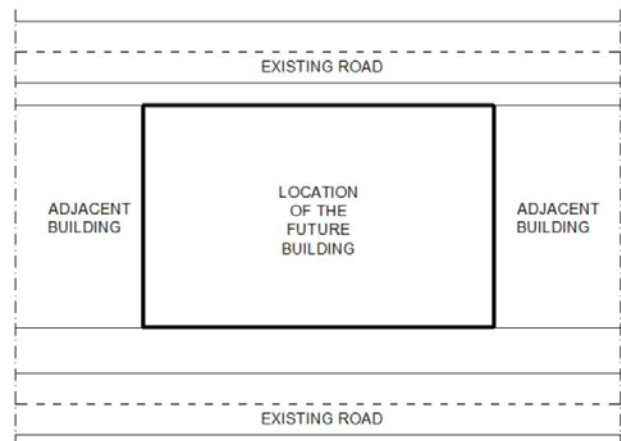 EXISTING ROAD
LOCATION
OF THE
FUTURE
BUILDING
ADJACENT
BUILDING
ADJACENT
BUILDING
EXISTING ROAD